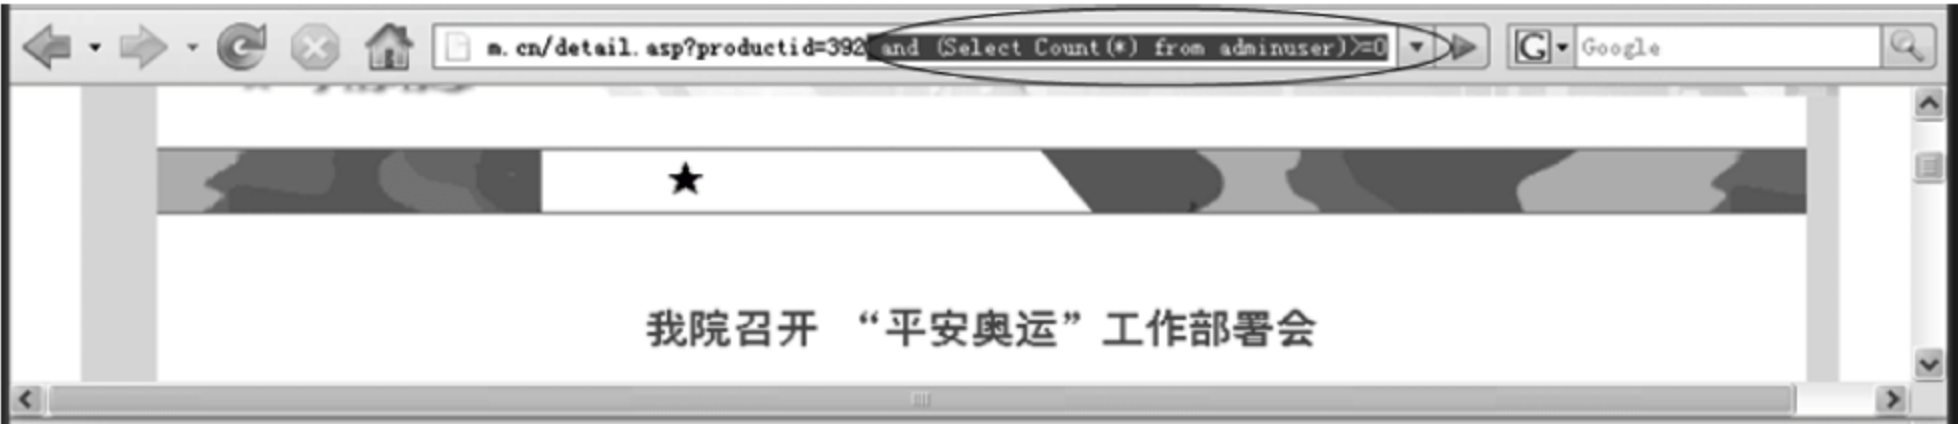 m.cn/detail.asp?productid=392 and (Select Count(*) from adminuser)>=0
G Google
我院召开 “平安奥运”工作部署会